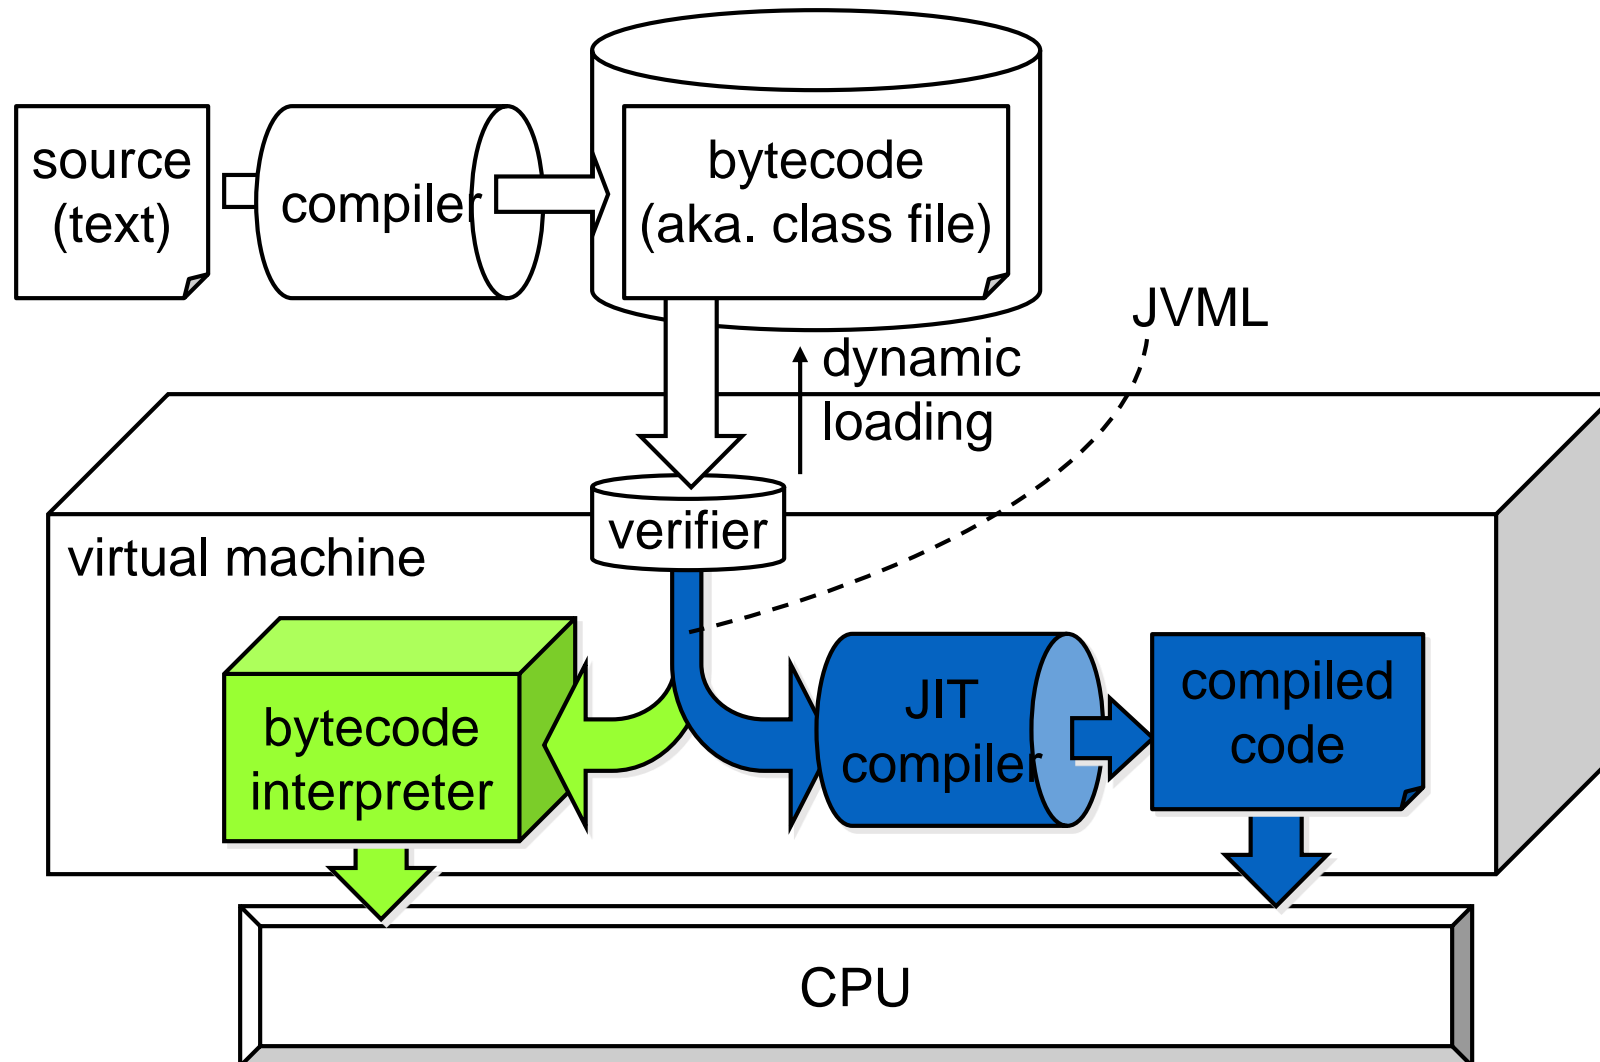 source
(text)
compiler
bytecode
(aka. class file)
JVML
dynamic
loading
verifier
virtual machine
bytecode
interpreter
JIT
compiler
compiled
code
CPU